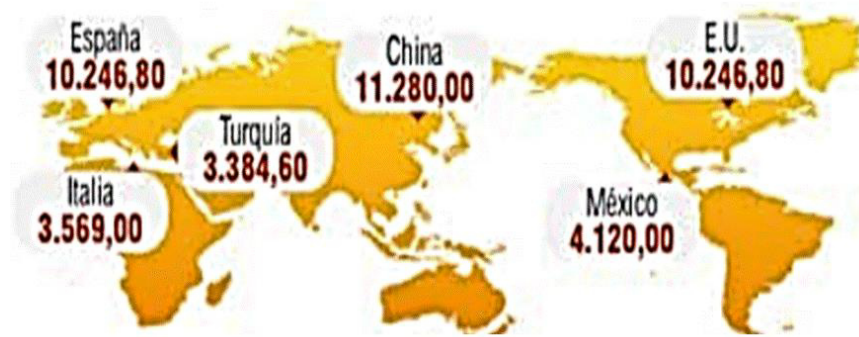 España
10.246,80
China
11.280,00
E.U.
10.246,80
Turquía
3.384,60
Italia
3.569,00
México
4.120,00